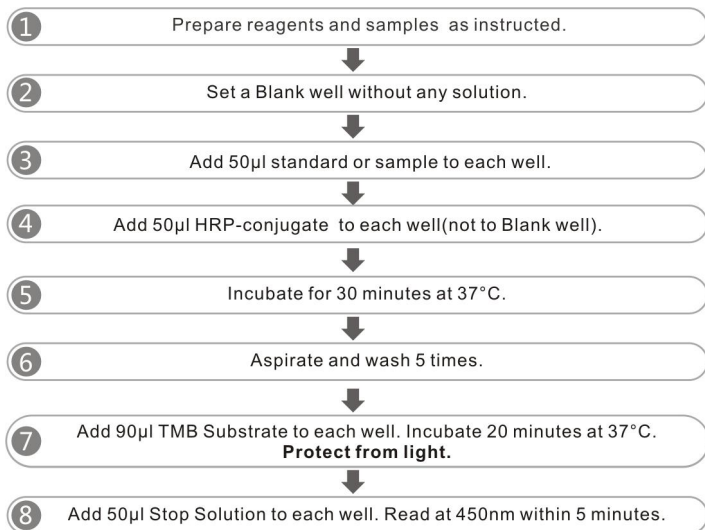 1 Prepare reagents and samples as instructed.
2 Set a Blank well without any solution.
3 Add 50µl standard or sample to each well.
4 Add 50µl HRP-conjugate to each well(not to Blank well).
5 Incubate for 30 minutes at 37°C.
6 Aspirate and wash 5 times.
7 Add 90µl TMB Substrate to each well. Incubate 20 minutes at 37°C.
Protect from light.
8 Add 50µl Stop Solution to each well. Read at 450nm within 5 minutes.